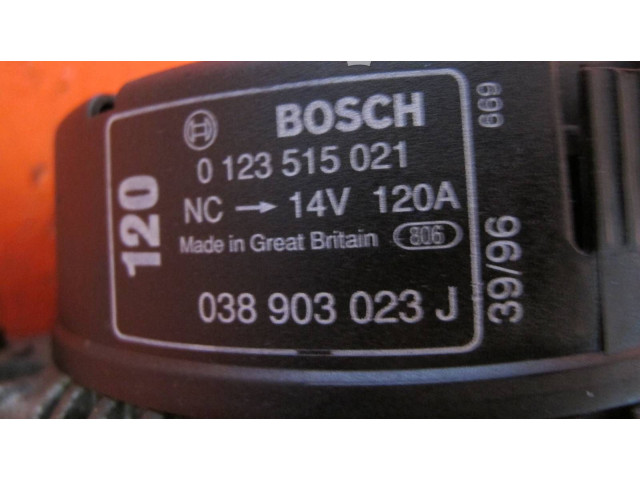 BOSCH
0 123 515 021
NC → 14V 120A
Made in Great Britain 806
038 903 023 J
120
669
39/96